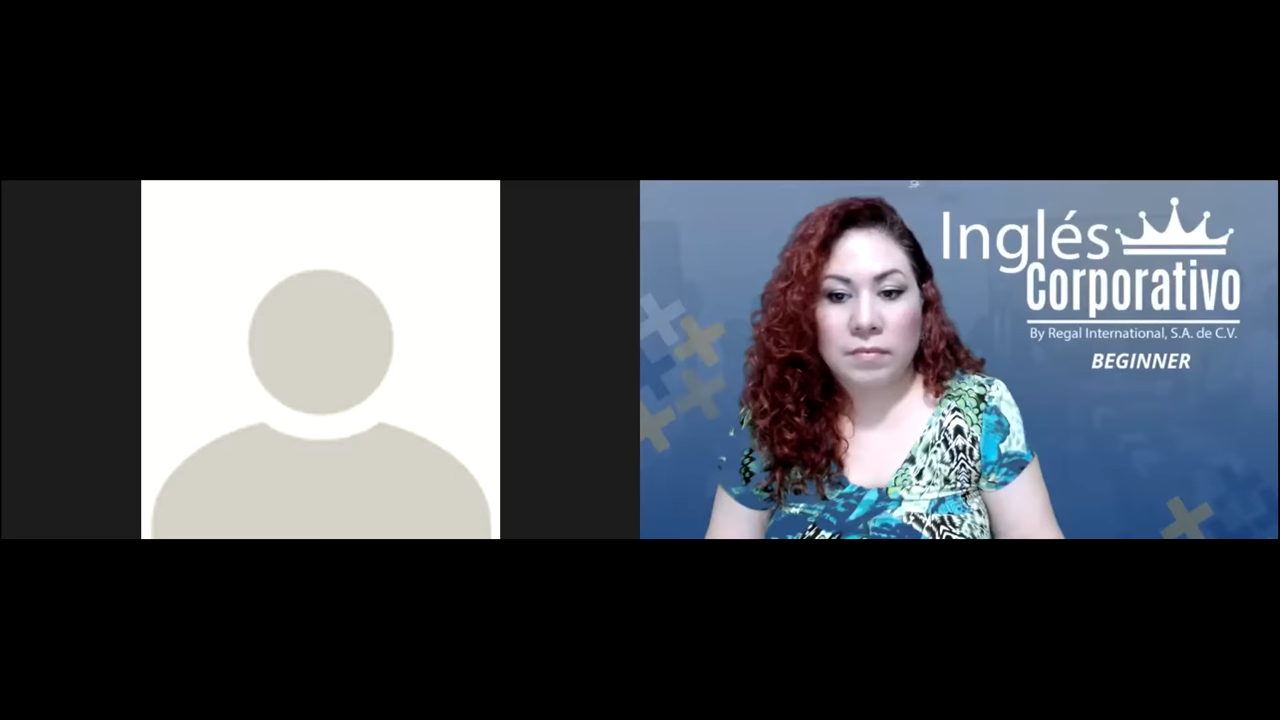 Inglés
Corporativo
By Regal International, S.A. de C.V.
BEGINNER